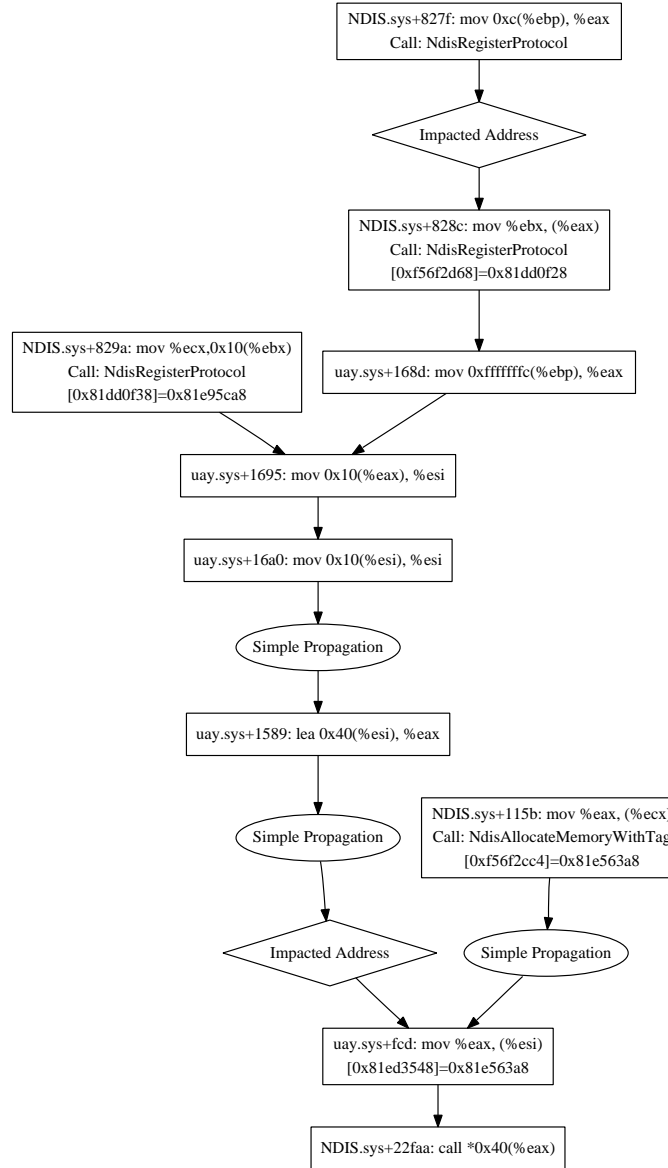 NDIS.sys+827f: mov 0xc(%ebp), %eax
Call: NdisRegisterProtocol
Impacted Address
NDIS.sys+828c: mov %ebx, (%eax)
Call: NdisRegisterProtocol
[0xf56f2d68]=0x81dd0f28
NDIS.sys+829a: mov %ecx,0x10(%ebx)
Call: NdisRegisterProtocol
[0x81dd0f38]=0x81e95ca8
uay.sys+168d: mov 0xfffffffc(%ebp), %eax
uay.sys+1695: mov 0x10(%eax), %esi
uay.sys+16a0: mov 0x10(%esi), %esi
Simple Propagation
uay.sys+1589: lea 0x40(%esi), %eax
Simple Propagation
NDIS.sys+115b: mov %eax, (%ecx)
Call: NdisAllocateMemoryWithTag
[0xf56f2cc4]=0x81e563a8
Impacted Address
Simple Propagation
uay.sys+fcd: mov %eax, (%esi)
[0x81ed3548]=0x81e563a8
NDIS.sys+22faa: call *0x40(%eax)